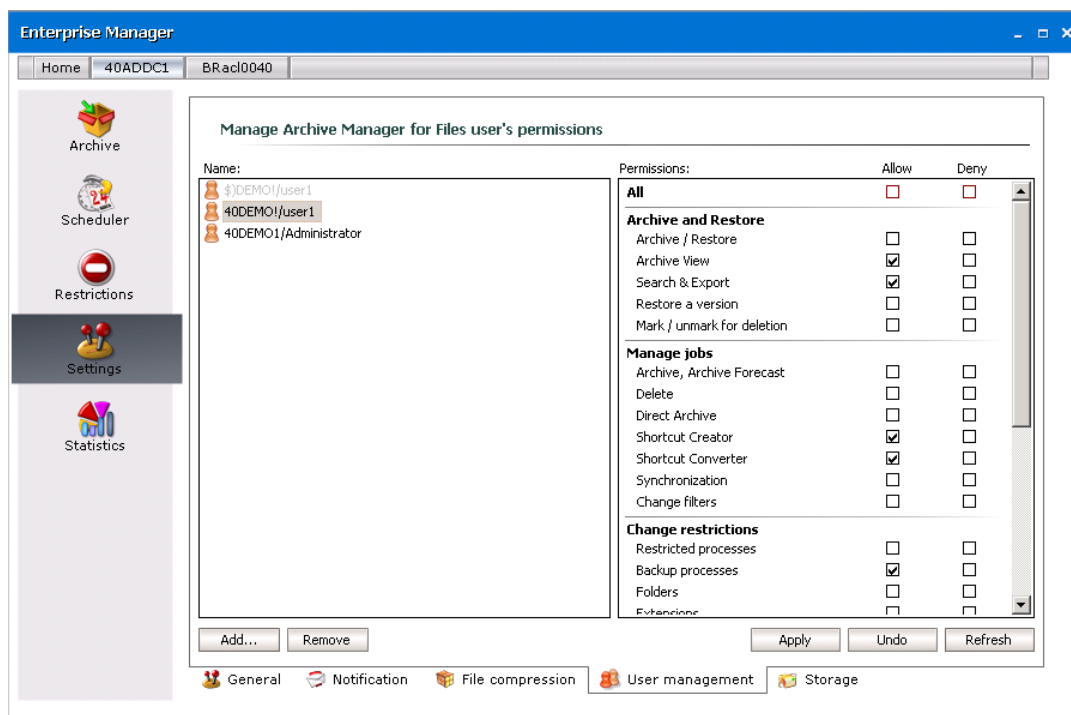 Enterprise Manager
Home 40ADDC1 BRacl0040
Archive
Scheduler
Restrictions
Settings
Statistics
Manage Archive Manager for Files user's permissions
Name:
$)DEMO!/user1
40DEMO!/user1
40DEMO1/Administrator
Permissions: Allow Deny
All
Archive and Restore
Archive / Restore
Archive View
Search & Export
Restore a version
Mark / unmark for deletion
Manage jobs
Archive, Archive Forecast
Delete
Direct Archive
Shortcut Creator
Shortcut Converter
Synchronization
Change filters
Change restrictions
Restricted processes
Backup processes
Folders
Extensions
Add... Remove Apply Undo Refresh
General Notification File compression User management Storage